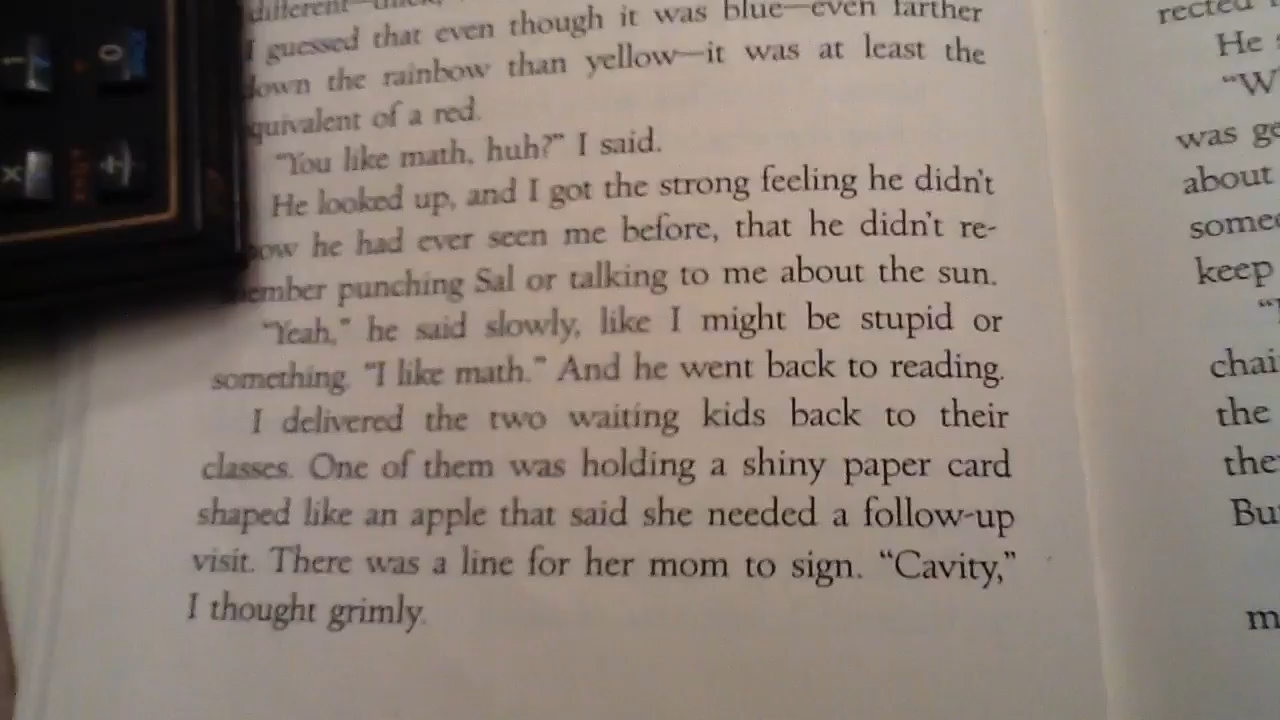 different
I guessed that even though it was blue—even farther
down the rainbow than yellow—it was at least the
equivalent of a red.
"You like math, huh?" I said.
He looked up, and I got the strong feeling he didn't
he had ever seen me before, that he didn't re-
member punching Sal or talking to me about the sun.
"Yeah," he said slowly, like I might be stupid or
something. "I like math." And he went back to reading.
I delivered the two waiting kids back to their
classes. One of them was holding a shiny paper card
shaped like an apple that said she needed a follow-up
visit. There was a line for her mom to sign. "Cavity,"
I thought grimly.
rected
He
"W
was ge
about
some
keep
chai
the
the
Bu
m
0
1
+
x